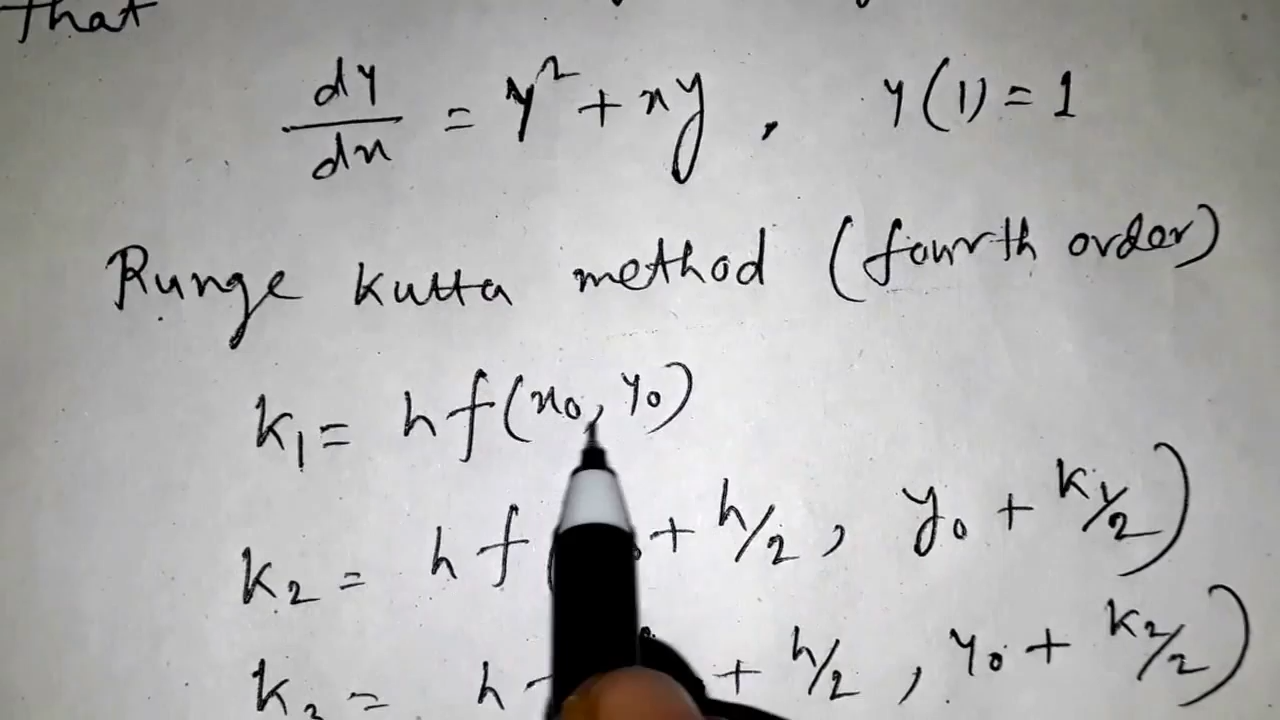 that
dy/dx = y² + xy , y(1) = 1
Runge Kutta method (fourth order)
k₁ = hf(x₀, y₀)
k₂ = hf( + h/2, y₀ + k₁/2)
k₃ = h + h/2, y₀ + k₂/2)